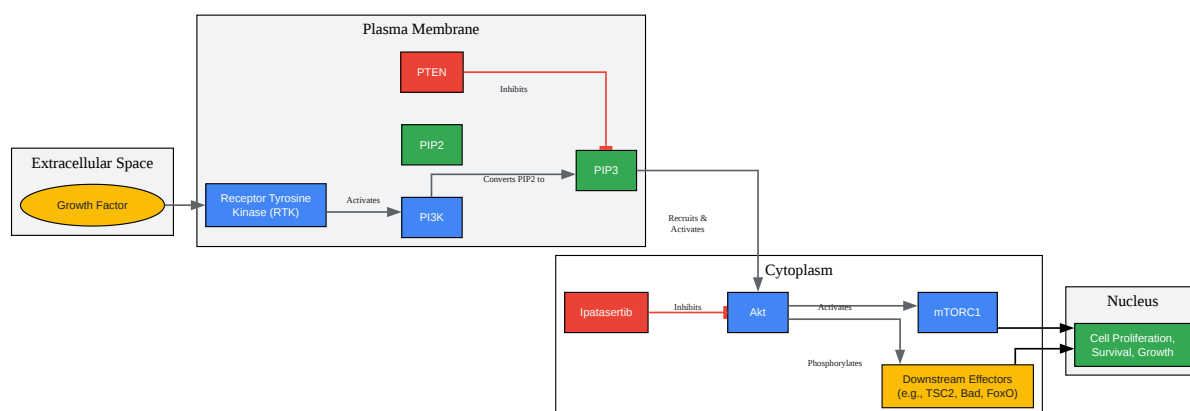 Plasma Membrane
PTEN
Inhibits
PIP2
Extracellular Space
Growth Factor
Receptor Tyrosine
Kinase (RTK)
Activates
PI3K
Converts PIP2 to
PIP3
Recruits &
Activates
Cytoplasm
Ipatasertib
Inhibits
Akt
Activates
mTORC1
Phosphorylates
Downstream Effectors
(e.g., TSC2, Bad, FoxO)
Nucleus
Cell Proliferation,
Survival, Growth